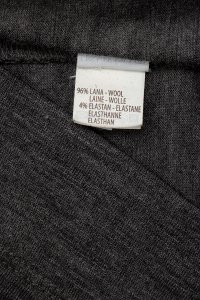 96% LANA - WOOL
LAINE - WOLLE
4% ELASTAN - ELASTANE
ELASTHANNE
ELASTHAN